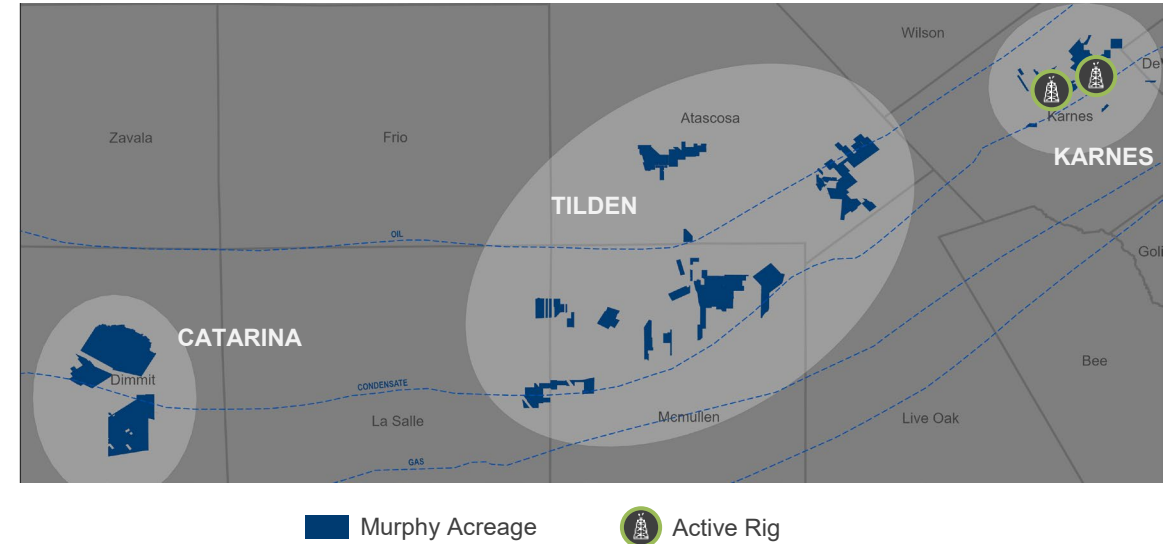 Wilson
De
Karnes
KARNES
Zavala
Frio
Atascosa
TILDEN
OIL
Goli
CATARINA
Dimmit
CONDENSATE
La Salle
Mcmullen
Live Oak
Bee
GAS
Murphy Acreage
Active Rig